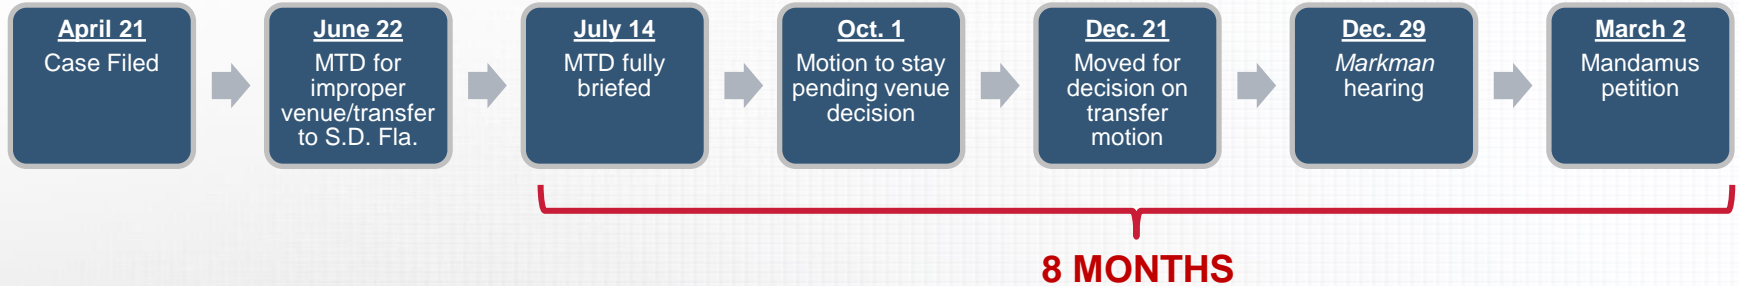 April 21
Case Filed
June 22
MTD for
improper
venue/transfer
to S.D. Fla.
July 14
MTD fully
briefed
Oct. 1
Motion to stay
pending venue
decision
Dec. 21
Moved for
decision on
transfer
motion
Dec. 29
Markman
hearing
March 2
Mandamus
petition
8 MONTHS